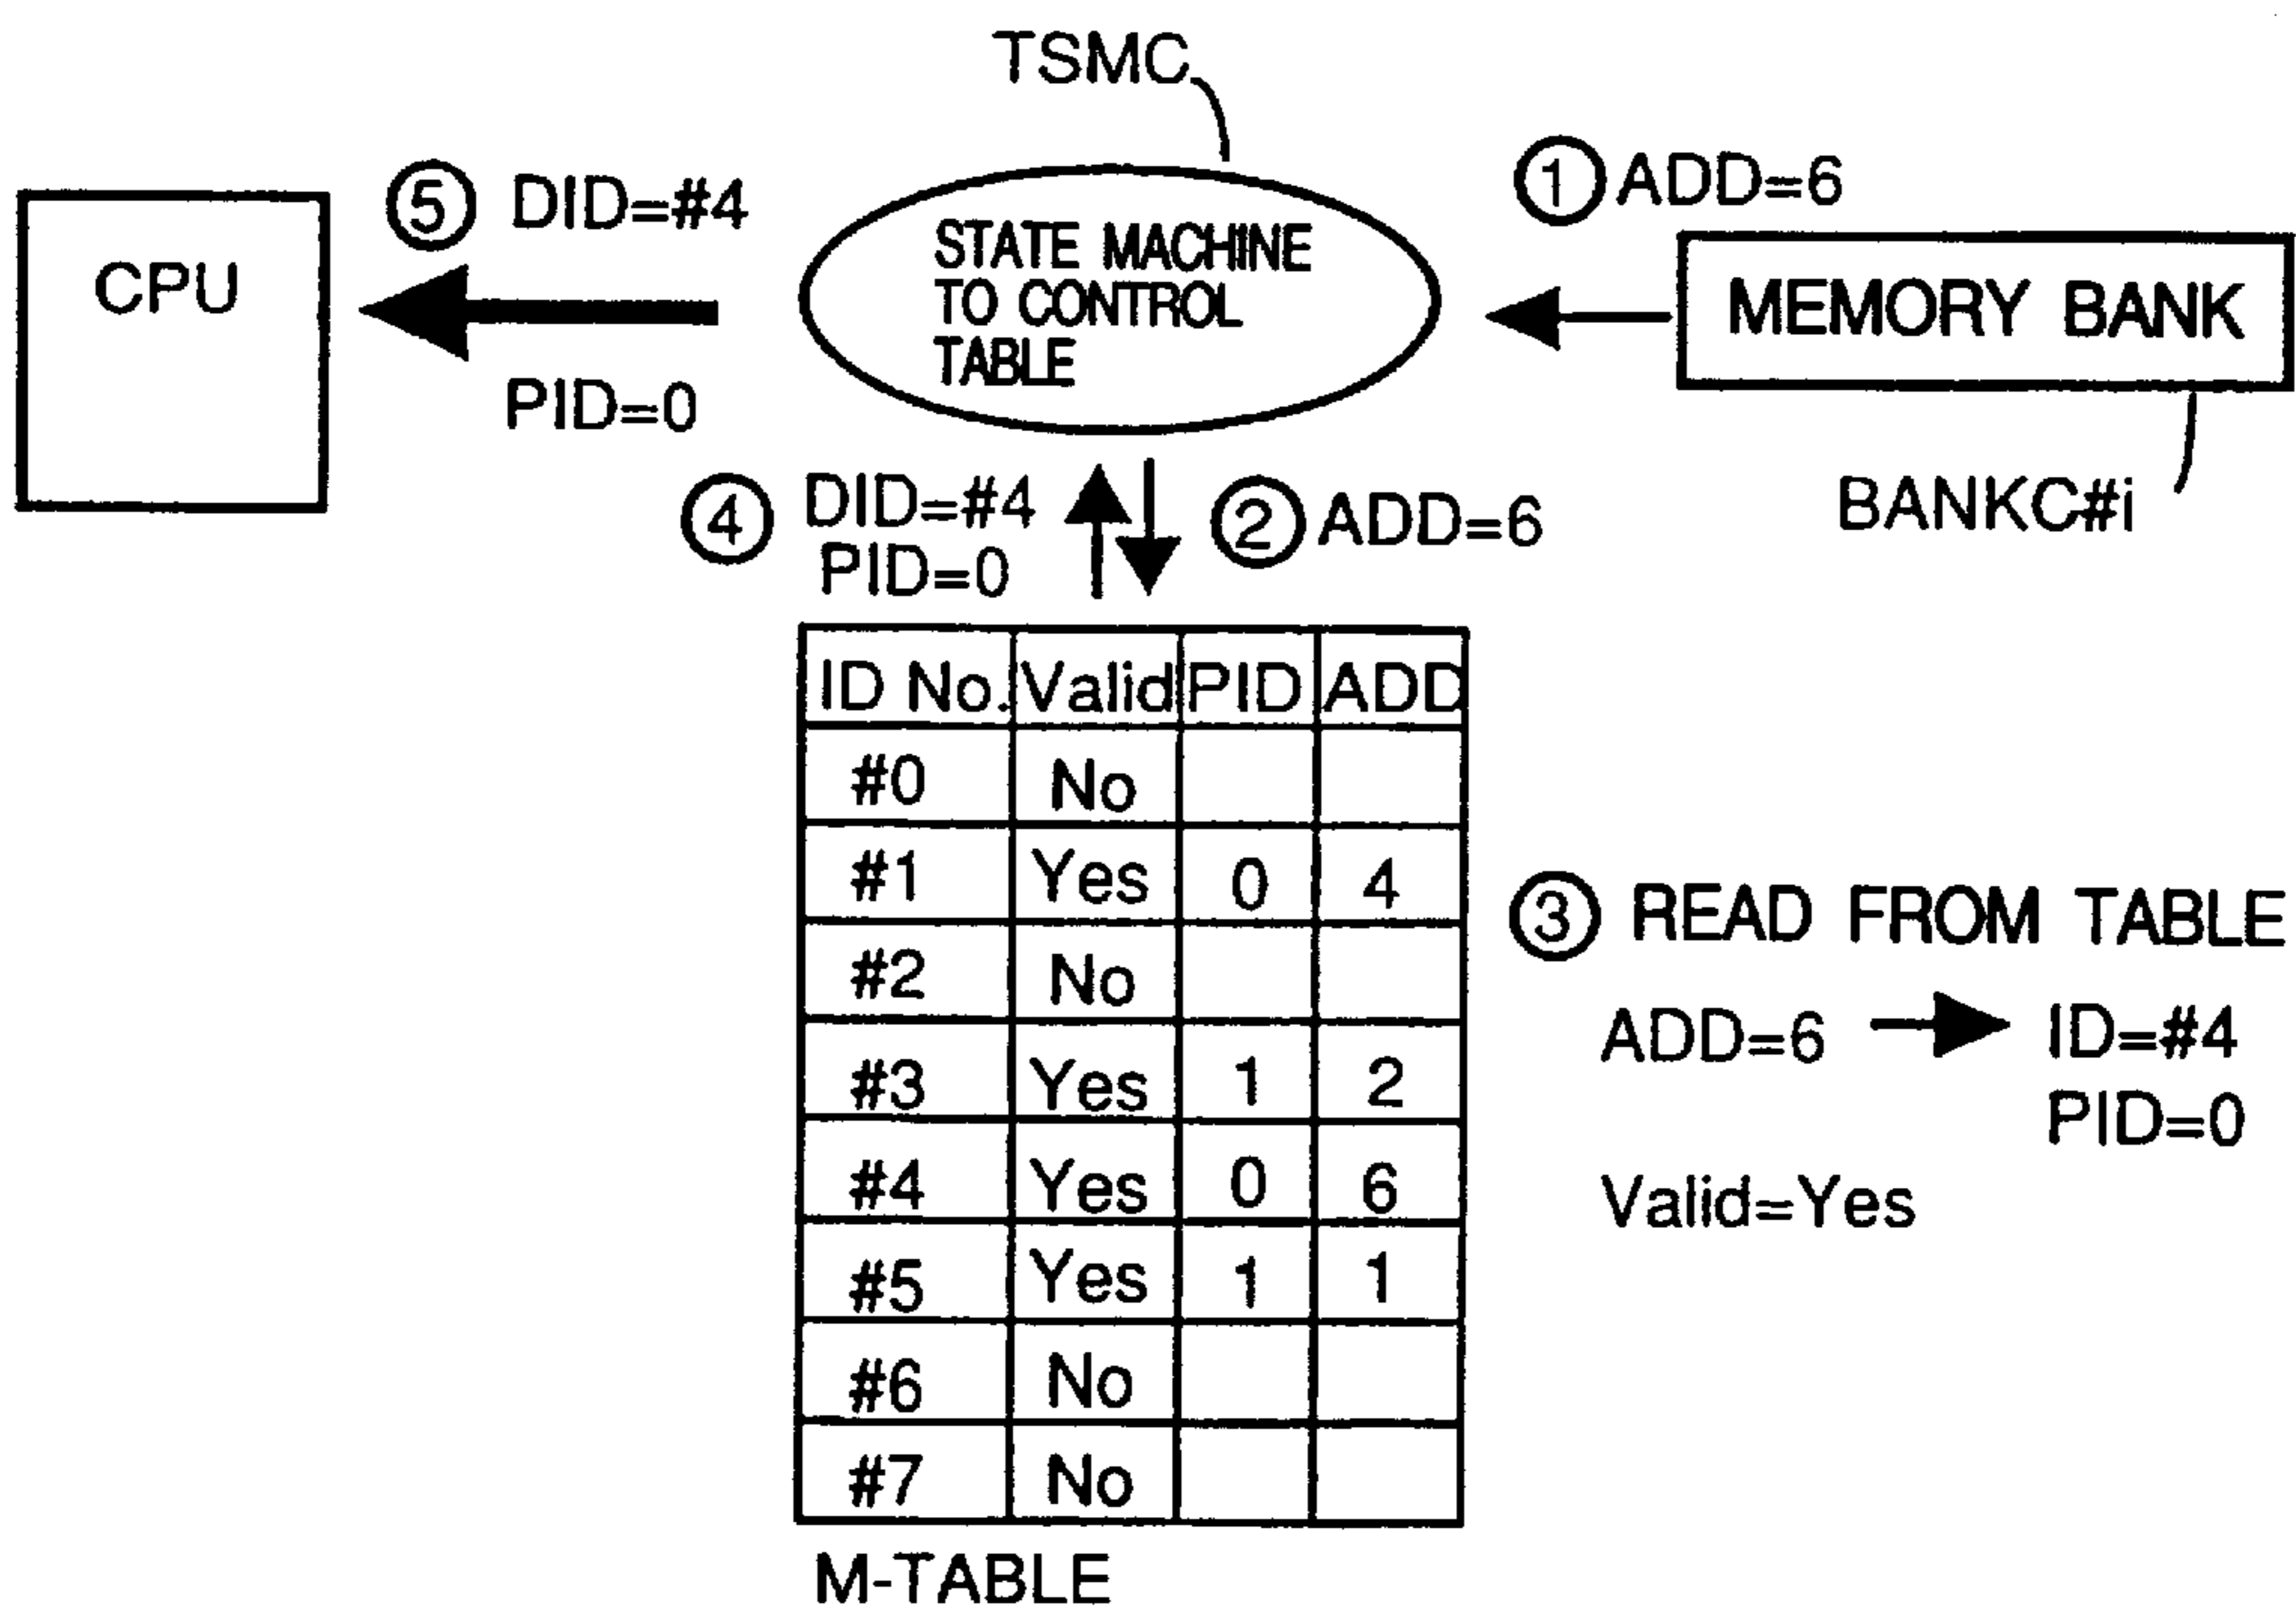 TSMC
① ADD=6
⑤ DID=#4
CPU
STATE MACHINE
TO CONTROL
TABLE
MEMORY BANK
PID=0
BANKC#i
④ DID=#4
PID=0
② ADD=6
ID No. Valid PID ADD
#0 No
#1 Yes 0 4
#2 No
#3 Yes 1 2
#4 Yes 0 6
#5 Yes 1 1
#6 No
#7 No
③ READ FROM TABLE
ADD=6 ID=#4
PID=0
Valid=Yes
M-TABLE